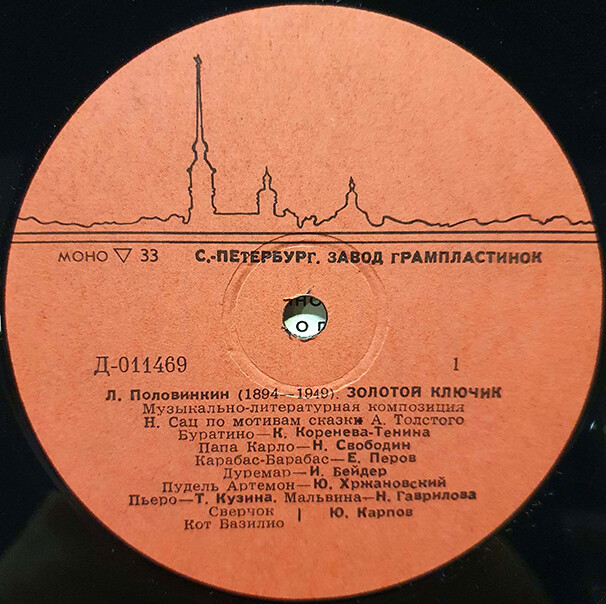 МОНО ▽ 33 С.-ПЕТЕРБУРГ. ЗАВОД ГРАМПЛАСТИНОК
Д-011469 1
Л. Половинкин (1894—1949). ЗОЛОТОЙ КЛЮЧИК
Музыкально-литературная композиция
Н. Сац по мотивам сказки А. Толстого
Буратино—К. Коренева-Тенина
Папа Карло—Н. Свободин
Карабас-Барабас—Е. Перов
Дуремар—И. Бейдер
Пудель Артемон—Ю. Хржановский
Пьеро—Т. Кузина. Мальвина—Н. Гаврилова
Сверчок | Ю. Карпов
Кот Базилио